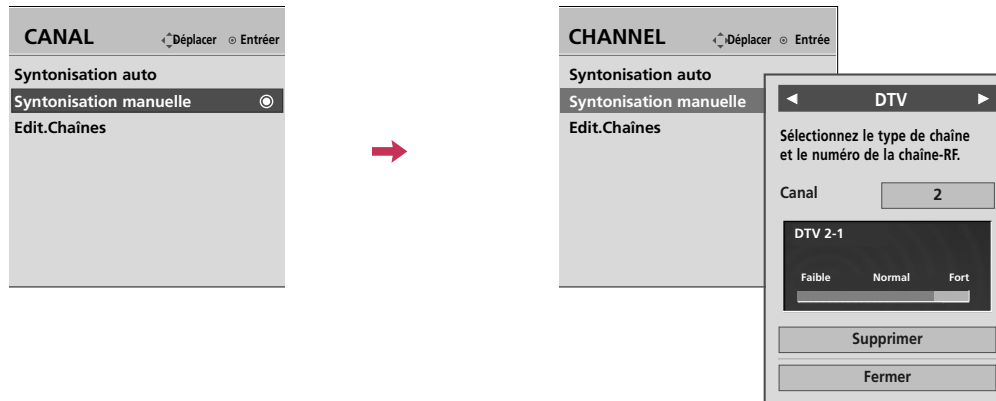 CANAL Déplacer Entrer
Syntonisation auto
Syntonisation manuelle
Edit.Chaînes
CHANNEL Déplacer Entrée
Syntonisation auto
Syntonisation manuelle
Edit.Chaînes
DTV
Sélectionnez le type de chaîne
et le numéro de la chaîne-RF.
Canal 2
DTV 2-1
Faible Normal Fort
Supprimer
Fermer